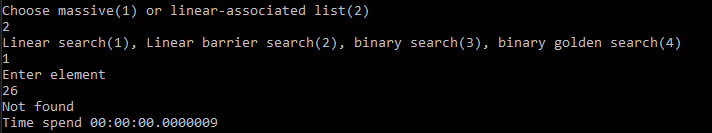 Choose massive(1) or linear-associated list(2)
2
Linear search(1), Linear barrier search(2), binary search(3), binary golden search(4)
1
Enter element
26
Not found
Time spend 00:00:00.0000009